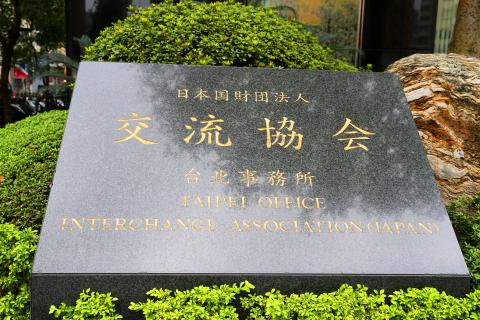 日本国財団法人
交流協会
台北事務所
TAIPEI OFFICE
INTERCHANGE ASSOCIATION (JAPAN)